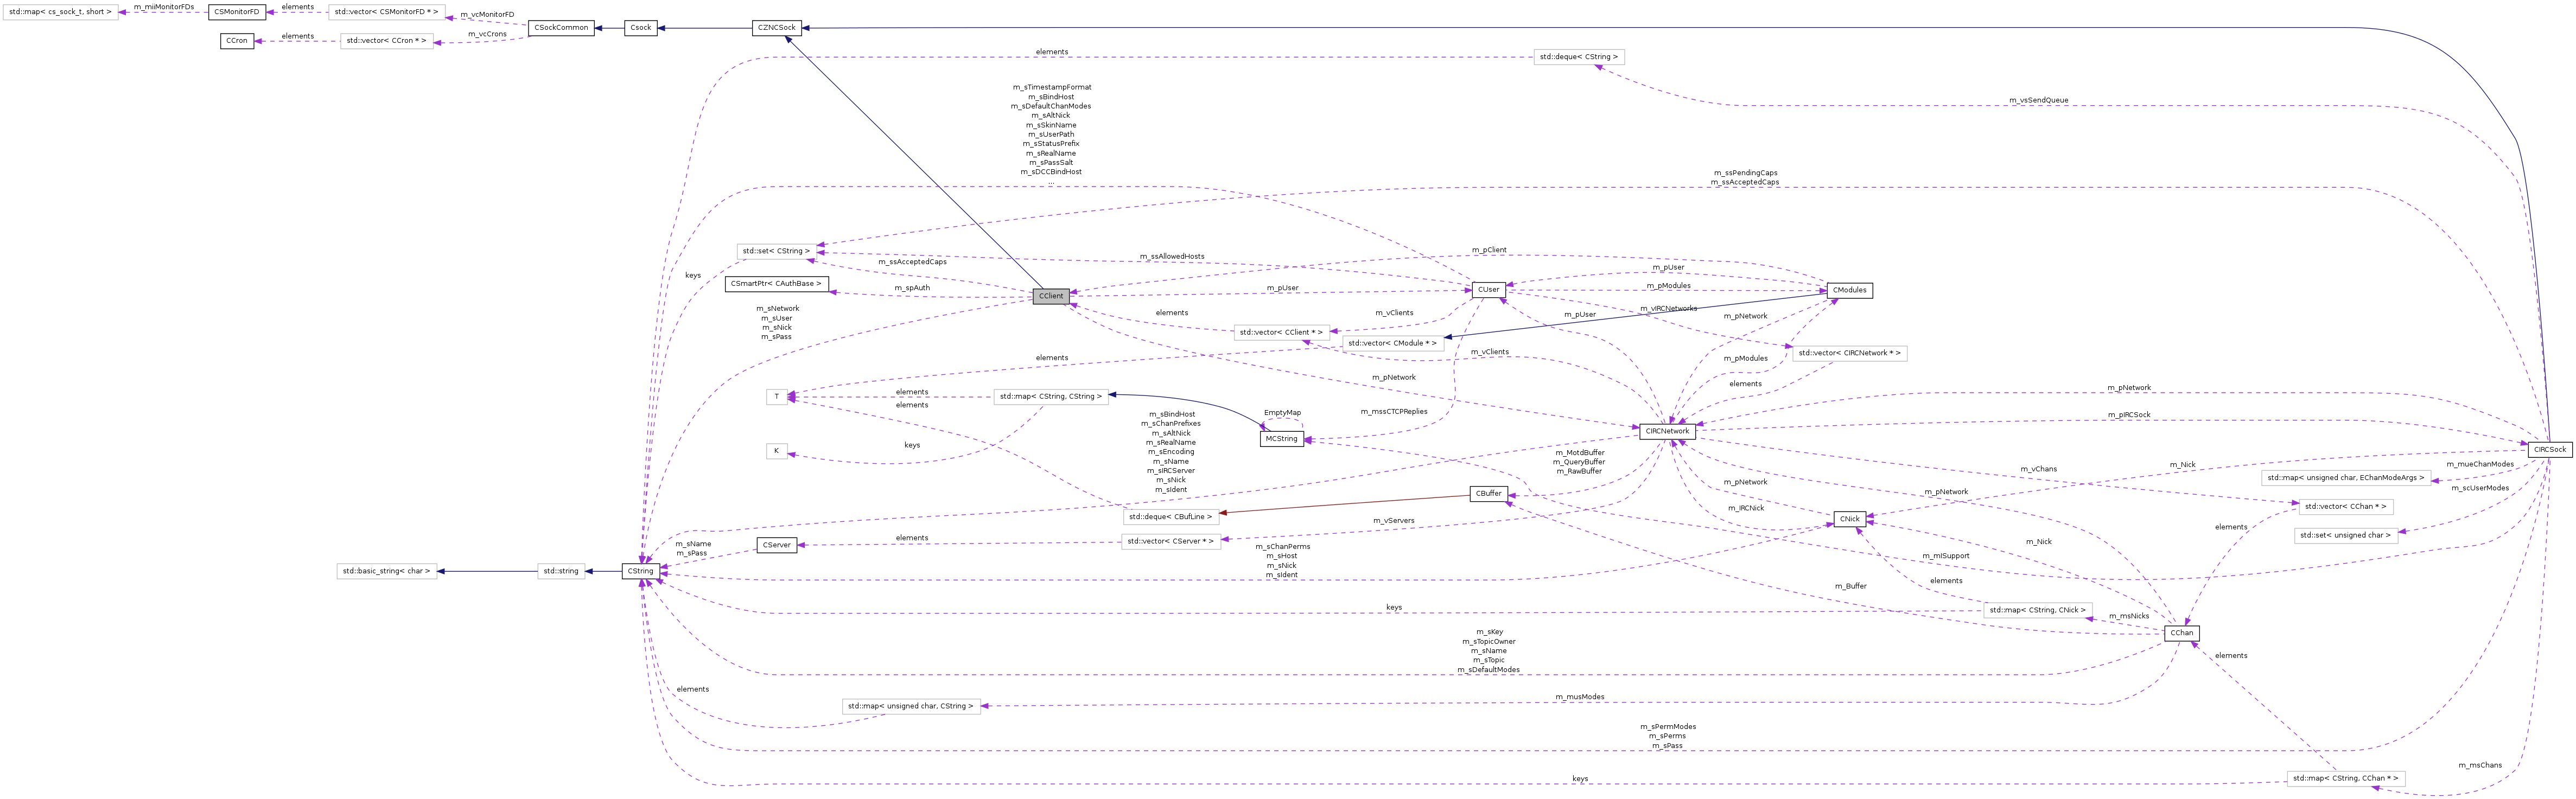 std::map< cs_sock_t, short >
m_miiMonitorFDs
CSMonitorFD
elements
std::vector< CSMonitorFD * >
m_vcMonitorFD
CCron
elements
std::vector< CCron * >
m_vcCrons
CSockCommon
Csock
CZNCSock
elements
std::deque< CString >
m_vsSendQueue
m_sTimestampFormat
m_sBindHost
m_sDefaultChanModes
m_sAltNick
m_sSkinName
m_sUserPath
m_sStatusPrefix
m_sRealName
m_sPassSalt
m_sDCCBindHost
...
m_ssPendingCaps
m_ssAcceptedCaps
std::set< CString >
keys
m_ssAcceptedCaps
m_ssAllowedHosts
m_pClient
CSmartPtr< CAuthBase >
m_spAuth
CClient
m_pUser
CUser
m_pUser
m_pModules
CModules
m_sNetwork
m_sUser
m_sNick
m_sPass
elements
std::vector< CClient * >
m_vClients
m_pUser
m_vIRCNetworks
m_pNetwork
std::vector< CModule * >
elements
m_vClients
m_pModules
std::vector< CIRCNetwork * >
elements
m_pNetwork
T
elements
elements
std::map< CString, CString >
keys
K
EmptyMap
MCString
m_mssCTCPReplies
m_pNetwork
m_pIRCSock
CIRCNetwork
CIRCSock
m_sBindHost
m_sChanPrefixes
m_sAltNick
m_sRealName
m_sEncoding
m_sName
m_sIRCServer
m_sNick
m_sIdent
m_MotdBuffer
m_QueryBuffer
m_RawBuffer
m_vChans
m_Nick
m_mueChanModes
std::map< unsigned char, EChanModeArgs >
m_scUserModes
CBuffer
m_pNetwork
m_pNetwork
m_IRCNick
std::vector< CChan * >
std::deque< CBufLine >
m_vServers
CNick
elements
std::set< unsigned char >
CServer
elements
std::vector< CServer * >
m_sName
m_sPass
m_Nick
m_mISupport
m_sChanPerms
m_sHost
m_sNick
m_sIdent
std::basic_string< char >
std::string
CString
m_Buffer
elements
keys
std::map< CString, CNick >
m_msNicks
CChan
m_sKey
m_sTopicOwner
m_sName
m_sTopic
m_sDefaultModes
elements
elements
std::map< unsigned char, CString >
m_musModes
m_sPermModes
m_sPerms
m_sPass
m_msChans
keys
std::map< CString, CChan * >